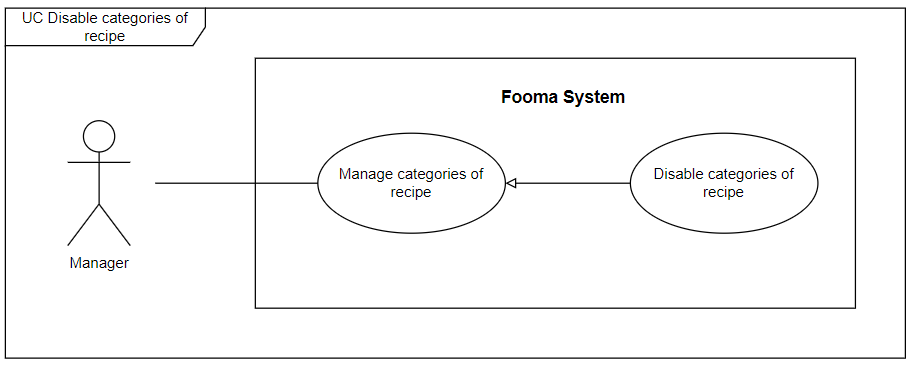 UC Disable categories of
recipe
Fooma System
Manage categories of
recipe
Disable categories of
recipe
Manager